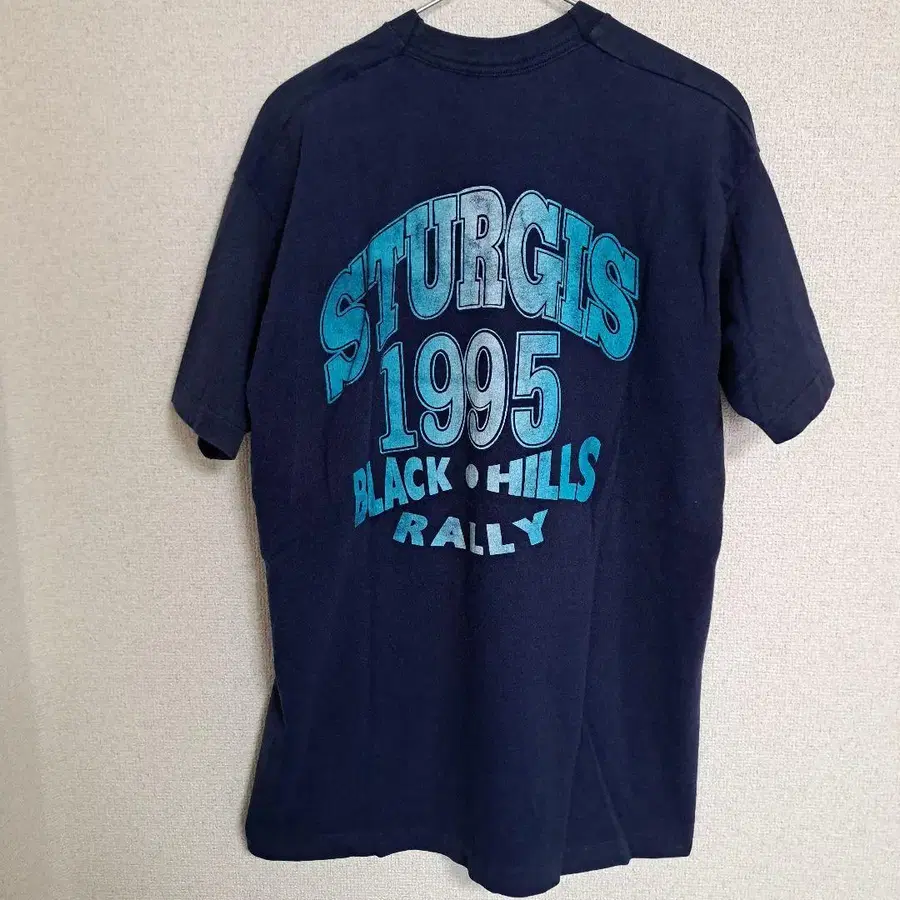 STURGIS
1995
BLACK • HILLS
RALLY